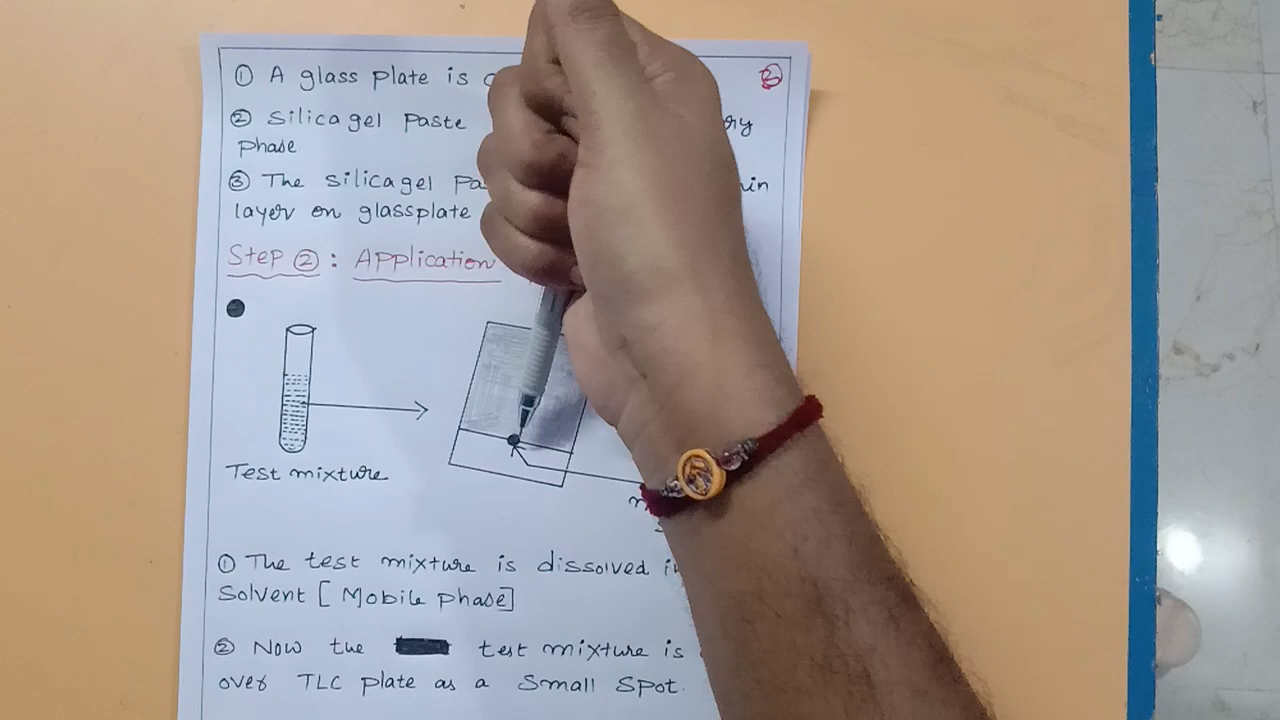 ① A glass plate is
②
② Silicagel paste
phase
③ The silicagel
layer on glassplate
Step ② : Application
Test mixture
① The test mixture is dissolved
Solvent [ Mobile phase]
② Now the test mixture is
over TLC plate as a small spot.